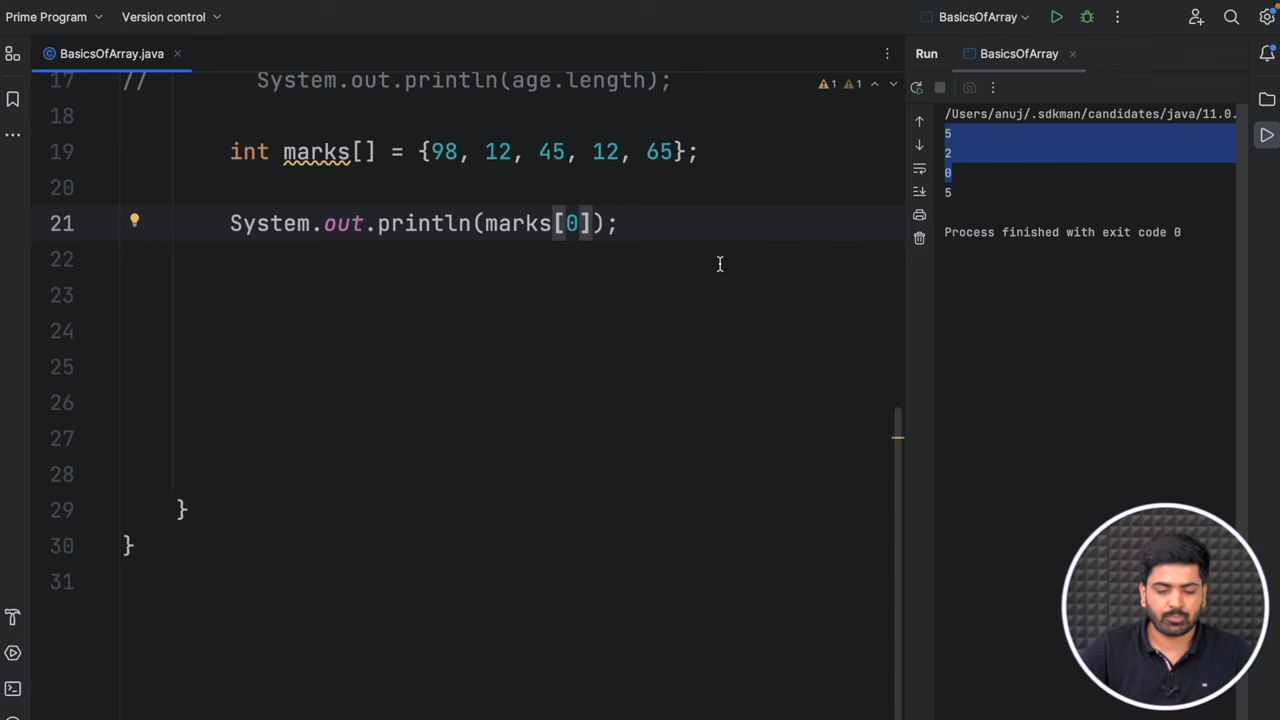 Prime Program
Version control
BasicsOfArray
BasicsOfArray.java
Run
BasicsOfArray
17 // System.out.println(age.length);
18
19 int marks[] = {98, 12, 45, 12, 65};
20
21 System.out.println(marks[0]);
22
23
24
25
26
27
28
29 }
30 }
31
1
1
/Users/anuj/.sdkman/candidates/java/11.0.
5
2
0
5
Process finished with exit code 0